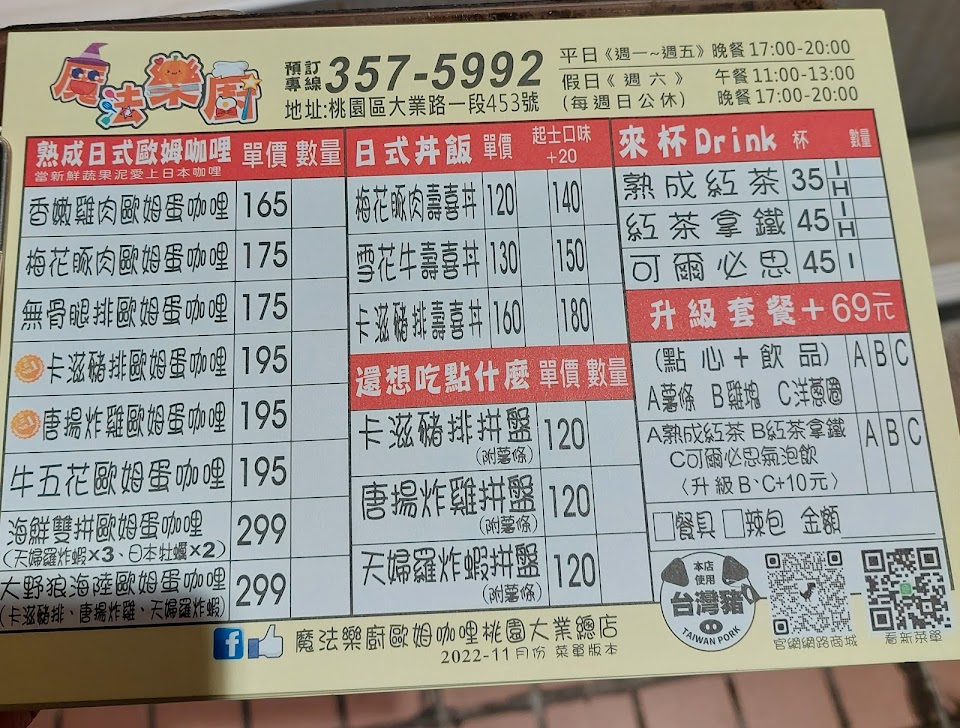 魔法樂廚
預訂專線 357-5992
地址:桃園區大業路一段453號
平日《週一~週五》晚餐 17:00-20:00
假日《週六》 午餐 11:00-13:00
(每週日公休) 晚餐 17:00-20:00
熟成日式歐姆咖哩 單價 數量
當新鮮蔬果泥愛上日本咖哩
香嫩雞肉歐姆蛋咖哩 165
梅花豚肉歐姆蛋咖哩 175
無骨腿排歐姆蛋咖哩 175
卡滋豬排歐姆蛋咖哩 195
唐揚炸雞歐姆蛋咖哩 195
牛五花歐姆蛋咖哩 195
海鮮雙拼歐姆蛋咖哩 299
(天婦羅炸蝦×3、日本牡蠣×2)
大野狼海陸歐姆蛋咖哩 299
(卡滋豬排、唐揚炸雞、天婦羅炸蝦)
日式丼飯 單價 起士口味+20
梅花豚肉壽喜丼 120 140
雪花牛壽喜丼 130 150
卡滋豬排壽喜丼 160 180
還想吃點什麼 單價 數量
卡滋豬排拼盤 120
(附薯條)
唐揚炸雞拼盤 120
(附薯條)
天婦羅炸蝦拼盤 120
(附薯條)
來杯Drink 杯 數量
熟成紅茶 35 I H
紅茶拿鐵 45 I H
可爾必思 45 I
升級套餐+69元
(點心+飲品) A B C
A薯條 B雞塊 C洋蔥圈
A熟成紅茶 B紅茶拿鐵 A B C
C可爾必思氣泡飲
〈升級B、C+10元〉
□餐具 □辣包 金額
本店使用
台灣豬
TAIWAN PORK
官網網路商城
看新菜單
f 魔法樂廚歐姆咖哩桃園大業總店
2022-11月份 菜單版本